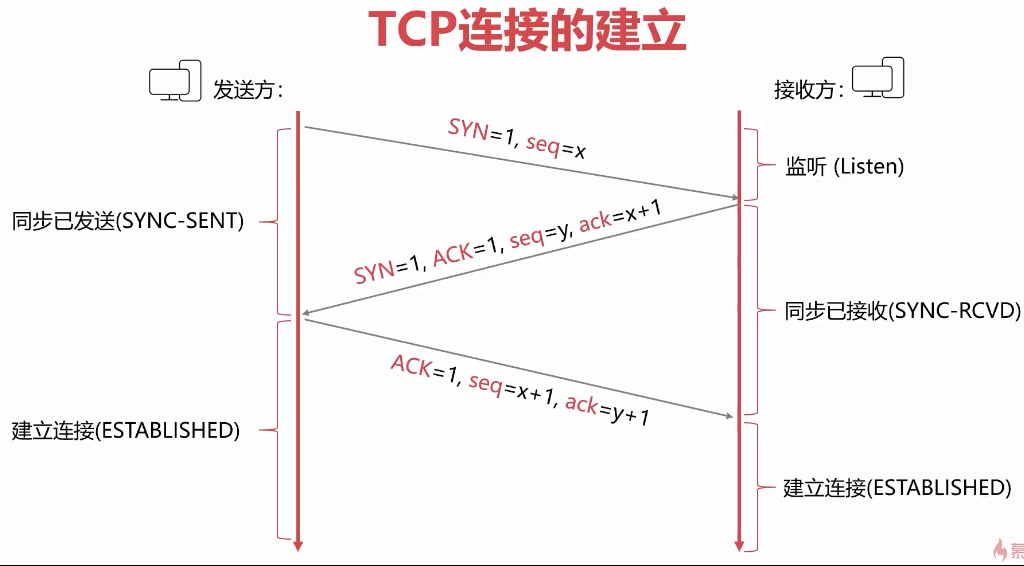 TCP连接的建立
发送方：
接收方：
SYN=1, seq=x
监听 (Listen)
同步已发送(SYNC-SENT)
SYN=1, ACK=1, seq=y, ack=x+1
同步已接收(SYNC-RCVD)
ACK=1, seq=x+1, ack=y+1
建立连接(ESTABLISHED)
建立连接(ESTABLISHED)